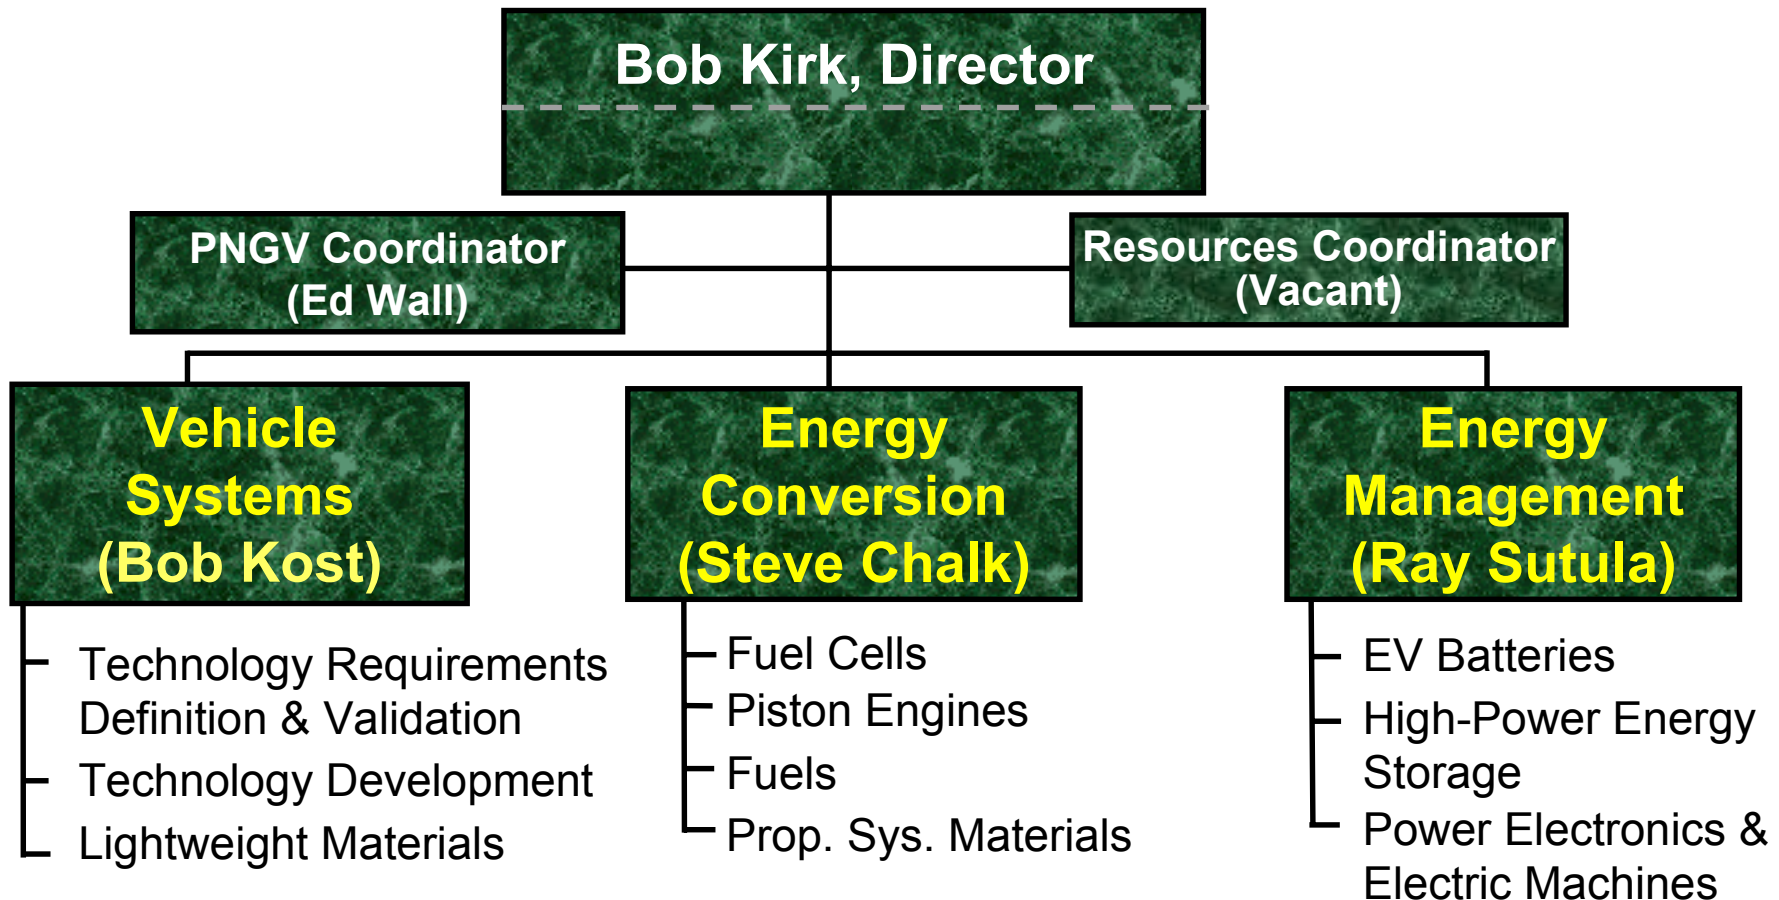 Bob Kirk, Director
PNGV Coordinator
(Ed Wall)
Resources Coordinator
(Vacant)
Vehicle
Systems
(Bob Kost)
Energy
Conversion
(Steve Chalk)
Energy
Management
(Ray Sutula)
Technology Requirements
Definition & Validation
Technology Development
Lightweight Materials
Fuel Cells
Piston Engines
Fuels
Prop. Sys. Materials
EV Batteries
High-Power Energy
Storage
Power Electronics &
Electric Machines